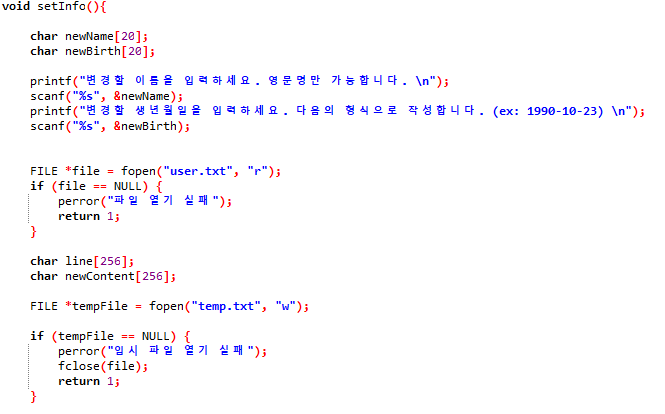 void setInfo(){
char newName[20];
char newBirth[20];
printf("변경할 이름을 입력하세요. 영문명만 가능합니다. \n");
scanf("%s", &newName);
printf("변경할 생년월일을 입력하세요. 다음의 형식으로 작성합니다. (ex: 1990-10-23) \n");
scanf("%s", &newBirth);
FILE *file = fopen("user.txt", "r");
if (file == NULL) {
perror("파일 열기 실패");
return 1;
}
char line[256];
char newContent[256];
FILE *tempFile = fopen("temp.txt", "w");
if (tempFile == NULL) {
perror("임시 파일 열기 실패");
fclose(file);
return 1;
}